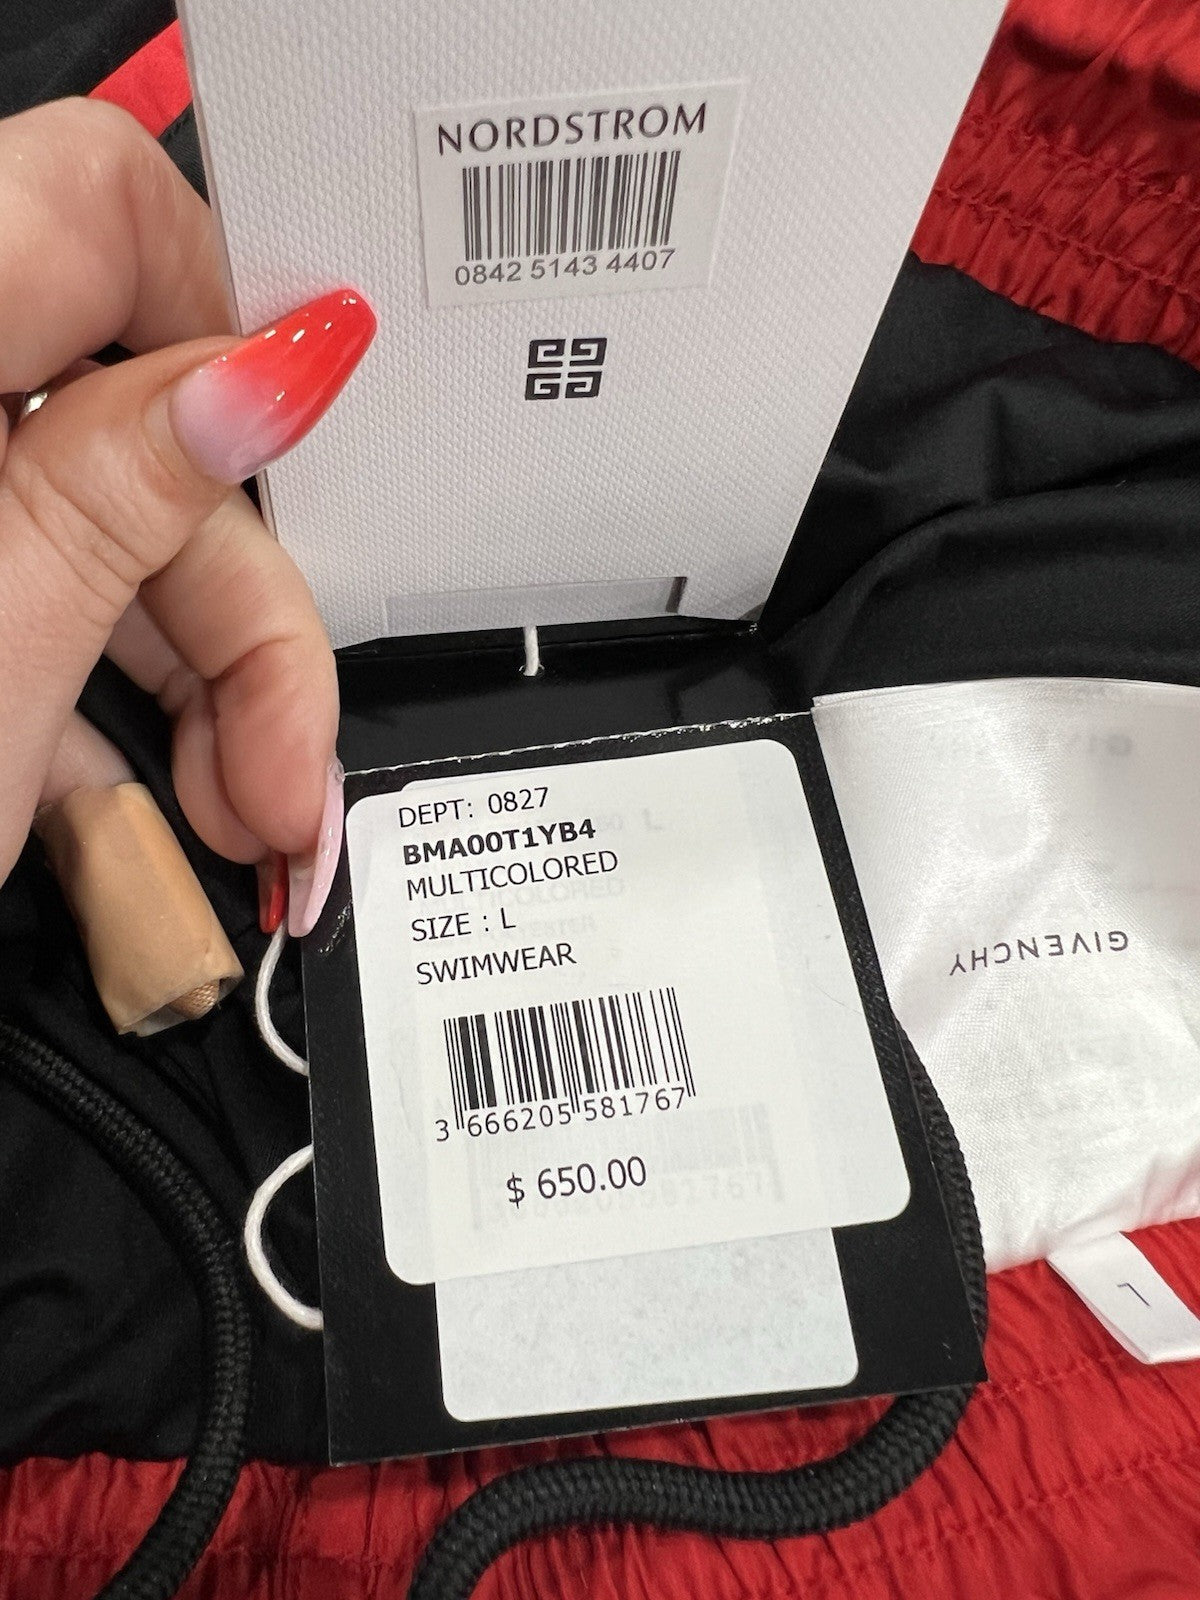 NORDSTROM
0842 5143 4407
DEPT: 0827
BMA00T1YB4
MULTICOLORED
SIZE : L
SWIMWEAR
3 666205 581767
$ 650.00
GIVENCHY
L